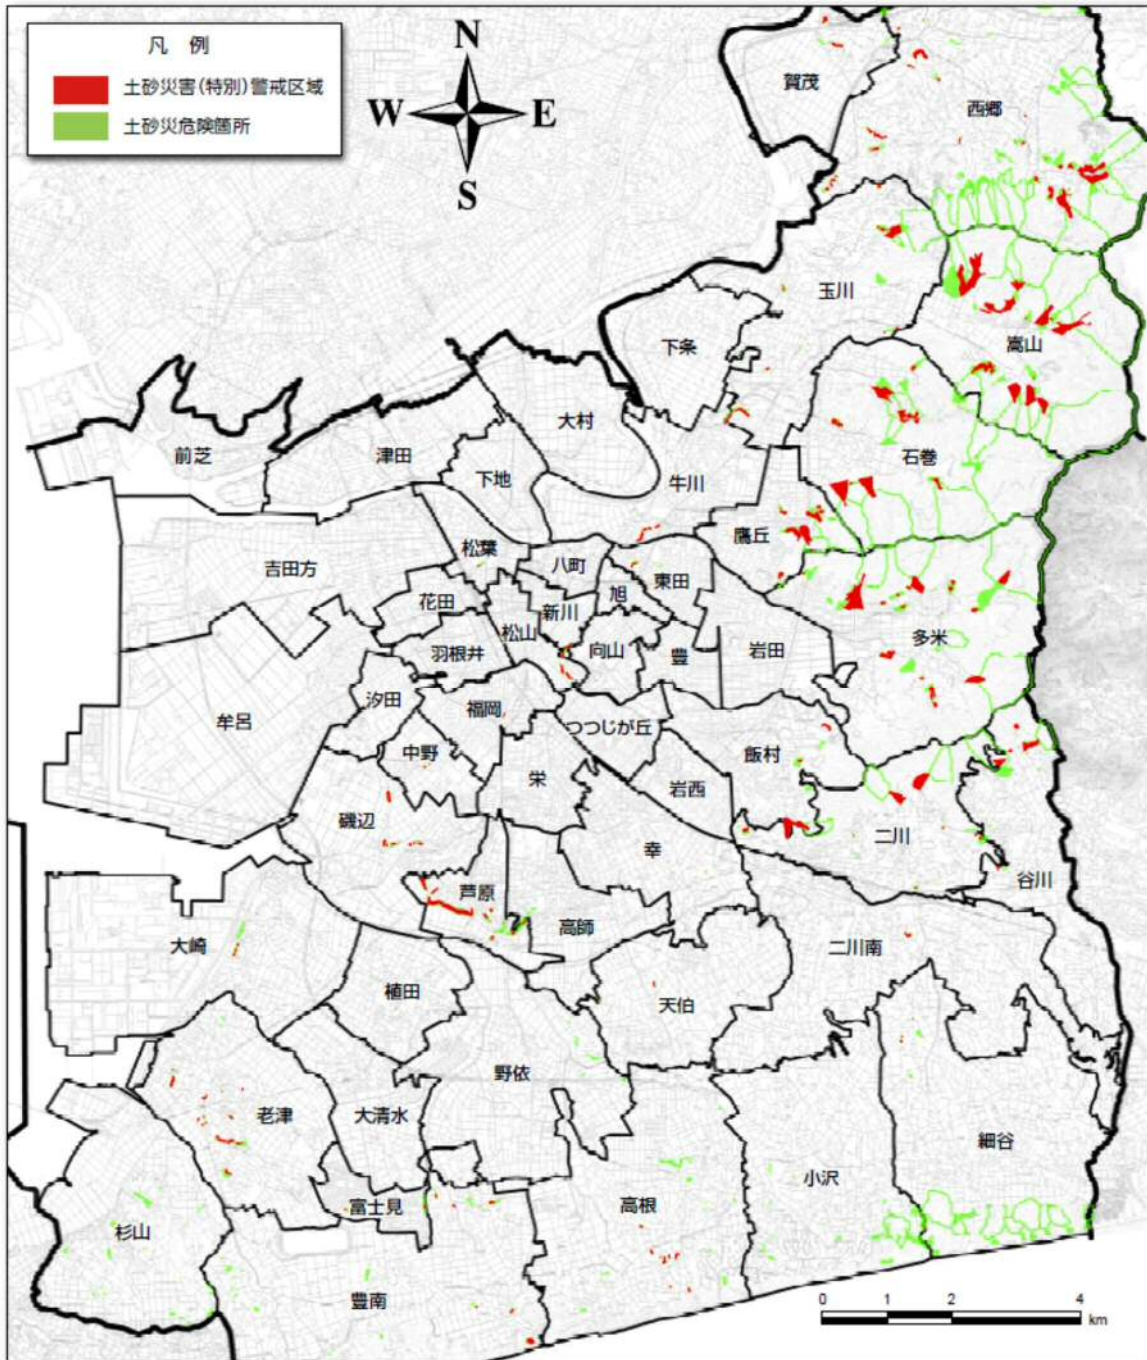 凡 例
土砂災害(特別)警戒区域
土砂災危険箇所
N
W
E
S
賀茂
西郷
玉川
下条
嵩山
大村
前芝
津田
下地
牛川
石巻
鷹丘
松葉
八町
東田
吉田方
花田
新川
旭
松山
向山
豊
岩田
多米
羽根井
汐田
福岡
牟呂
つつじが丘
中野
飯村
栄
岩西
磯辺
幸
二川
谷川
芦原
高師
大崎
二川南
植田
天伯
野依
老津
大清水
細谷
小沢
富士見
高根
杉山
豊南
0
2
4
km